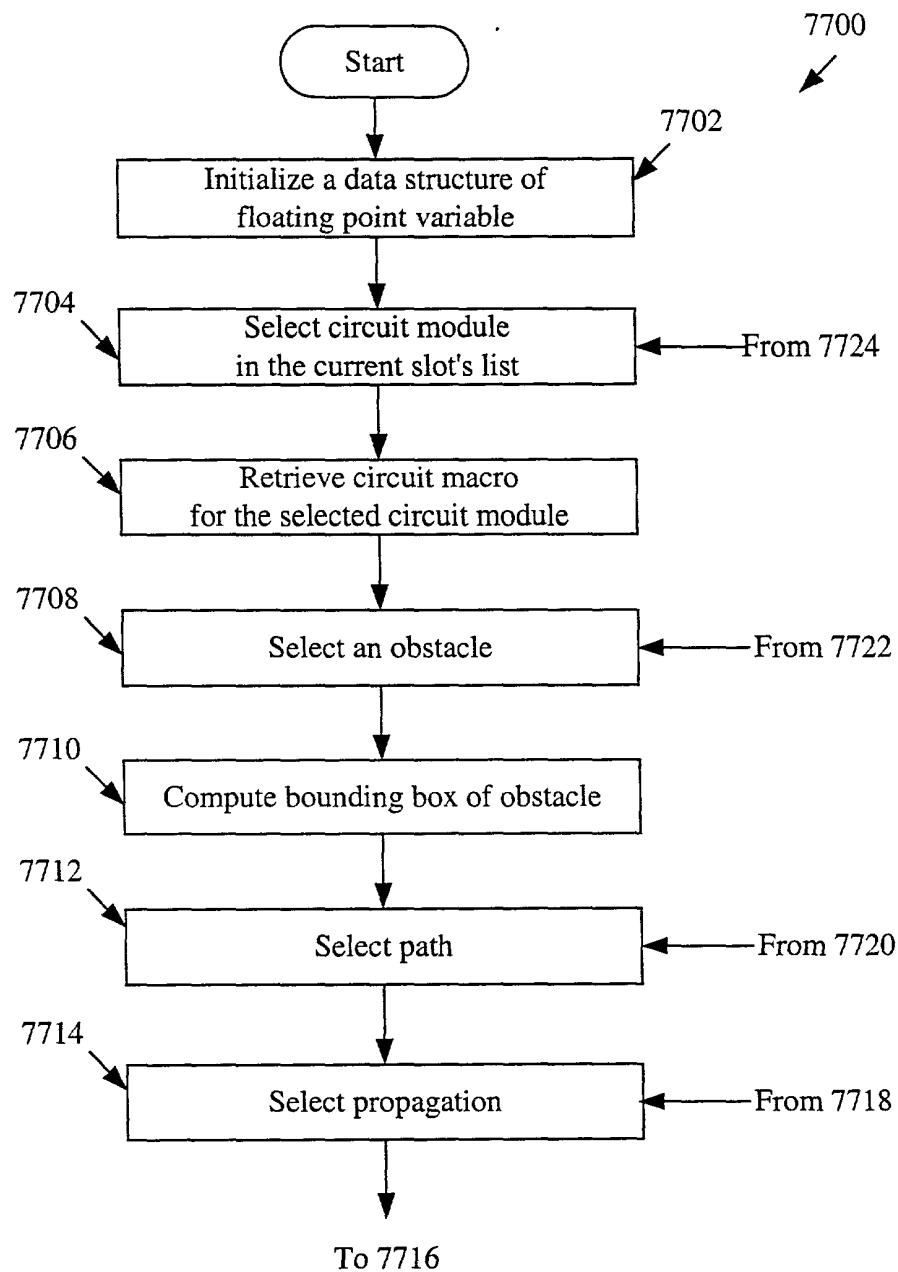 7700
Start
7702
Initialize a data structure of
floating point variable
7704
Select circuit module
in the current slot's list
From 7724
7706
Retrieve circuit macro
for the selected circuit module
7708
Select an obstacle
From 7722
7710
Compute bounding box of obstacle
7712
Select path
From 7720
7714
Select propagation
From 7718
To 7716